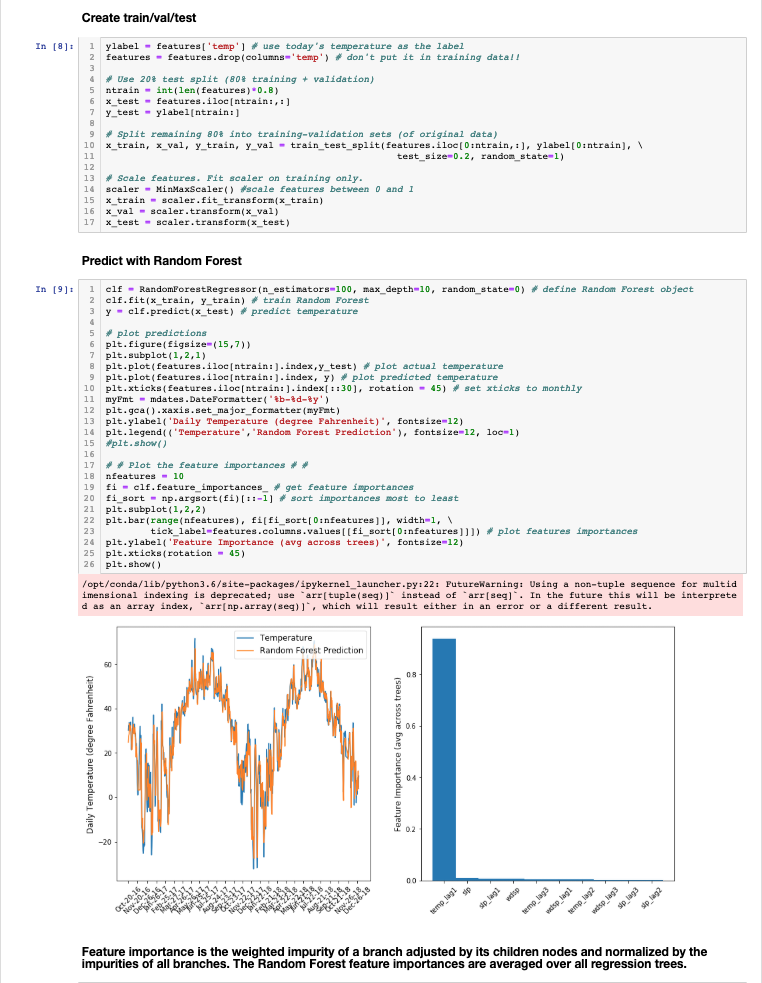 Create train/val/test
In [8]:
1 ylabel = features['temp'] # use today's temperature as the label
2 features = features.drop(columns='temp') # don't put it in training data!!
3
4 # Use 20% test split (80% training + validation)
5 ntrain = int(len(features)*0.8)
6 x_test = features.iloc[ntrain:,:]
7 y_test = ylabel[ntrain:]
8
9 # Split remaining 80% into training-validation sets (of original data)
10 x_train, x_val, y_train, y_val = train_test_split(features.iloc[0:ntrain,:], ylabel[0:ntrain], \
11 test_size=0.2, random_state=1)
12
13 # Scale features. Fit scaler on training only.
14 scaler = MinMaxScaler() #scale features between 0 and 1
15 x_train = scaler.fit_transform(x_train)
16 x_val = scaler.transform(x_val)
17 x_test = scaler.transform(x_test)
Predict with Random Forest
In [9]:
1 clf = RandomForestRegressor(n_estimators=100, max_depth=10, random_state=0) # define Random Forest object
2 clf.fit(x_train, y_train) # train Random Forest
3 y = clf.predict(x_test) # predict temperature
4
5 # plot predictions
6 plt.figure(figsize=(15,7))
7 plt.subplot(1,2,1)
8 plt.plot(features.iloc[ntrain:].index,y_test) # plot actual temperature
9 plt.plot(features.iloc[ntrain:].index, y) # plot predicted temperature
10 plt.xticks(features.iloc[ntrain:].index[::30], rotation = 45) # set xticks to monthly
11 myFmt = mdates.DateFormatter('%b-%d-%y')
12 plt.gca().xaxis.set_major_formatter(myFmt)
13 plt.ylabel('Daily Temperature (degree Fahrenheit)', fontsize=12)
14 plt.legend(('Temperature','Random Forest Prediction'), fontsize=12, loc=1)
15 #plt.show()
16
17 # # Plot the feature importances # #
18 nfeatures = 10
19 fi = clf.feature_importances_ # get feature importances
20 fi_sort = np.argsort(fi)[::-1] # sort importances most to least
21 plt.subplot(1,2,2)
22 plt.bar(range(nfeatures), fi[fi_sort[0:nfeatures]], width=1, \
23 tick_label=features.columns.values[[fi_sort[0:nfeatures]]]) # plot features importances
24 plt.ylabel('Feature Importance (avg across trees)', fontsize=12)
25 plt.xticks(rotation = 45)
26 plt.show()
/opt/conda/lib/python3.6/site-packages/ipykernel_launcher.py:22: FutureWarning: Using a non-tuple sequence for multid
imensional indexing is deprecated; use `arr[tuple(seq)]` instead of `arr[seq]`. In the future this will be interprete
d as an array index, `arr[np.array(seq)]`, which will result either in an error or a different result.
Temperature
Random Forest Prediction
Daily Temperature (degree Fahrenheit)
60
40
20
0
−20
Oct-20-16
Nov-20-16
Dec-26-18
Feature Importance (avg across trees)
0.8
0.6
0.4
0.2
0.0
temp_lag1
slp
slp_lag1
wdsp
temp_lag3
wdsp_lag1
temp_lag2
wdsp_lag3
slp_lag3
slp_lag2
Feature importance is the weighted impurity of a branch adjusted by its children nodes and normalized by the
impurities of all branches. The Random Forest feature importances are averaged over all regression trees.